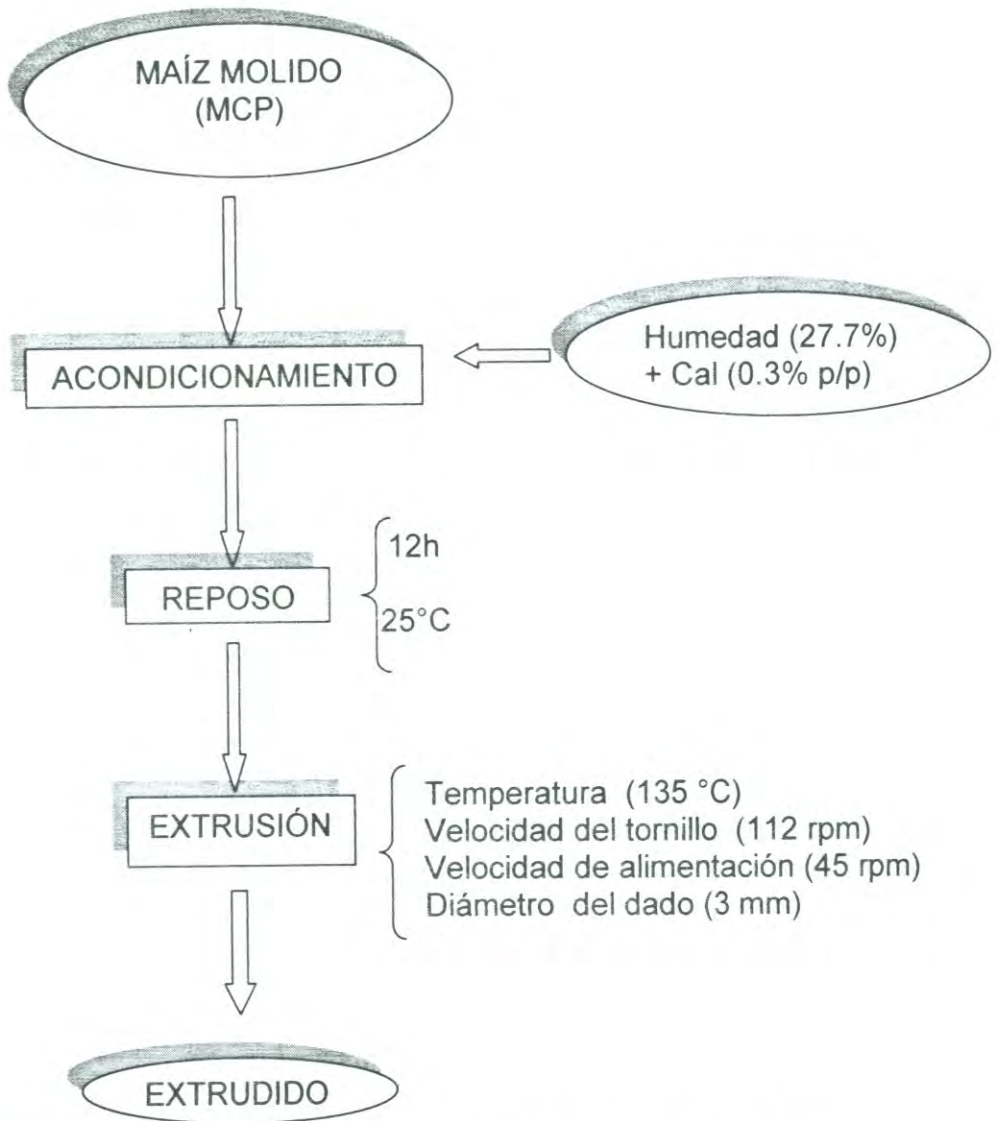 MAÍZ MOLIDO
(MCP)
Humedad (27.7%)
+ Cal (0.3% p/p)
ACONDICIONAMIENTO
12h
REPOSO
25°C
EXTRUSIÓN
Temperatura (135 °C)
Velocidad del tornillo (112 rpm)
Velocidad de alimentación (45 rpm)
Diámetro del dado (3 mm)
EXTRUDIDO